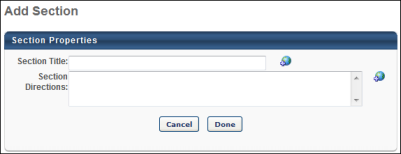 Add Section
Section Properties
Section Title:
Section
Directions:
Cancel
Done